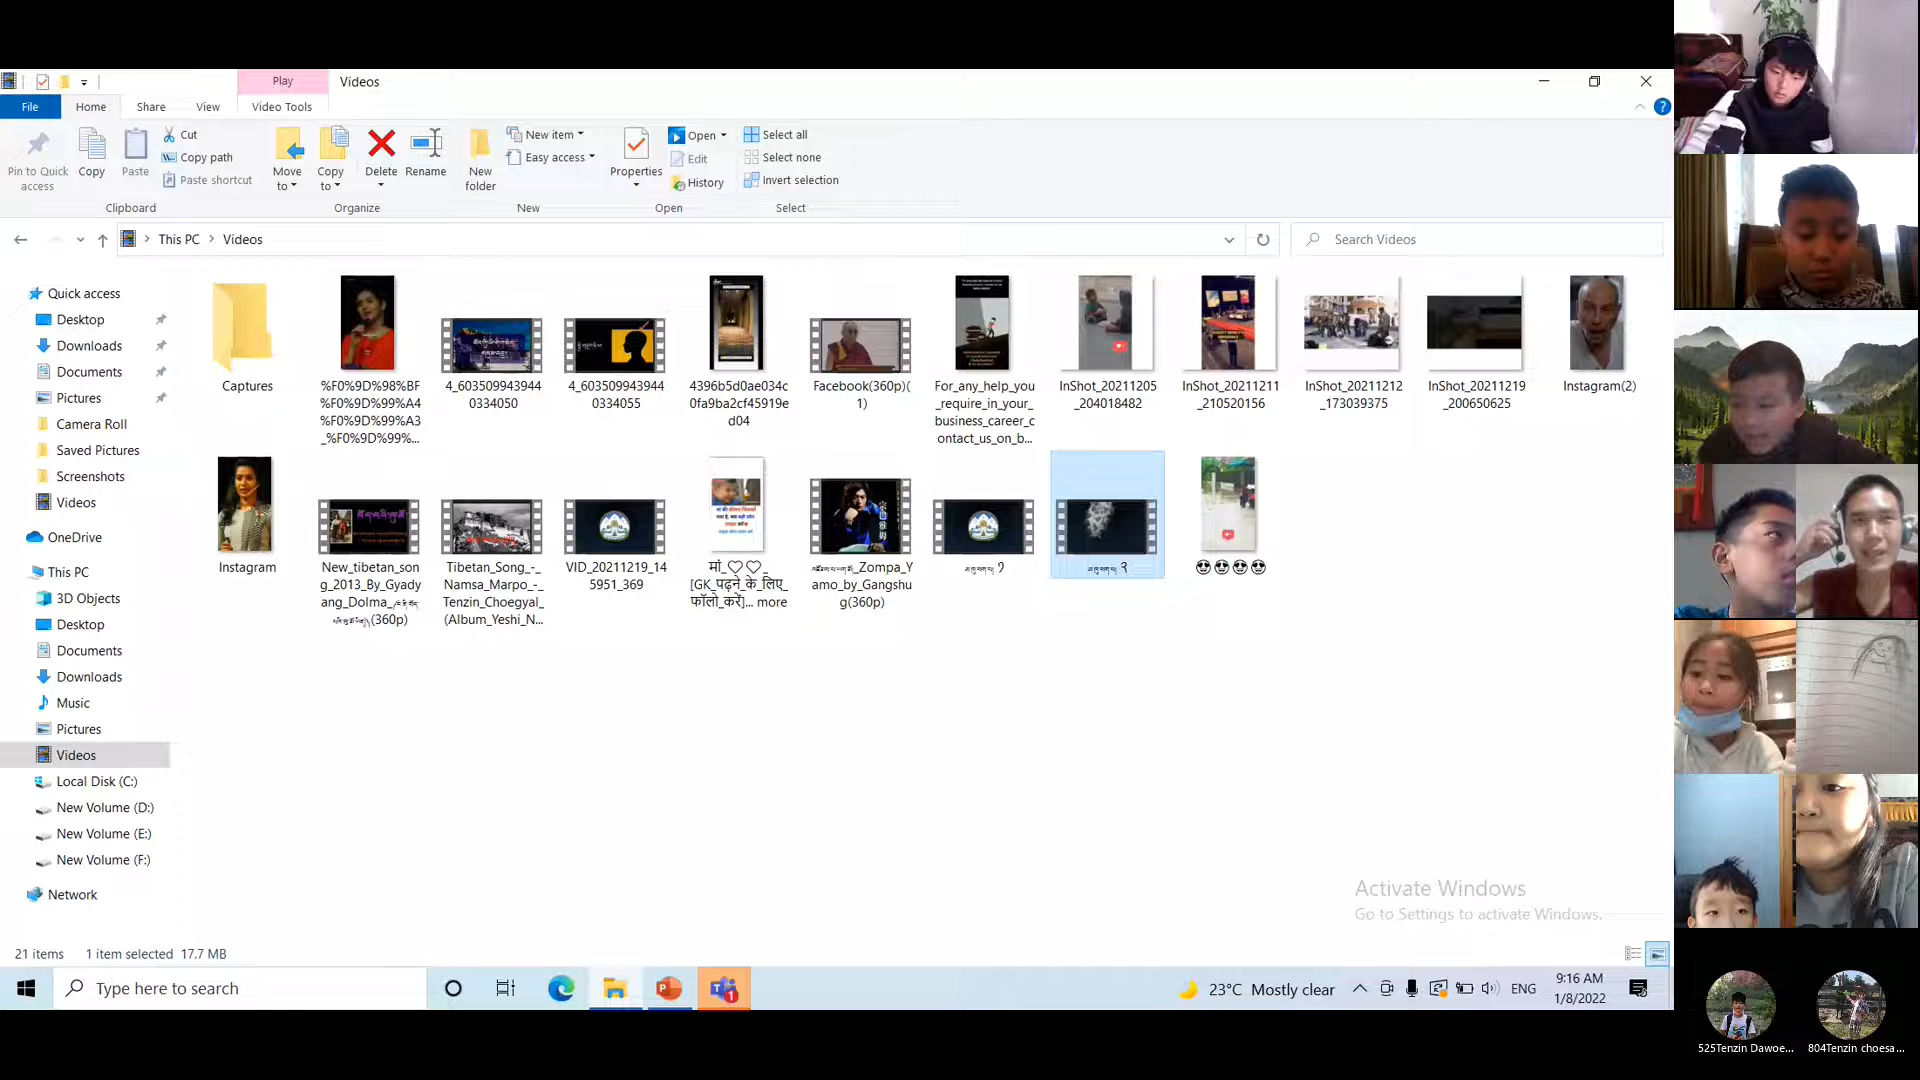 Play
Videos
File
Home
Share
View
Video Tools
Pin to Quick
access
Copy
Paste
Cut
Copy path
Paste shortcut
Move
to
Copy
to
Delete
Rename
New
folder
New item
Easy access
Properties
Open
Edit
History
Select all
Select none
Invert selection
Clipboard
Organize
New
Open
Select
This PC
Videos
Search Videos
Quick access
Desktop
Downloads
Documents
Pictures
Camera Roll
Saved Pictures
Screenshots
Videos
OneDrive
This PC
3D Objects
Desktop
Documents
Downloads
Music
Pictures
Videos
Local Disk (C:)
New Volume (D:)
New Volume (E:)
New Volume (F:)
Network
Captures
%F0%9D%98%BF
%F0%9D%99%A4
%F0%9D%99%A3
_%F0%9D%99%...
4_603509943944
0334050
4_603509943944
0334055
4396b5d0ae034c
0fa9ba2cf45919e
d04
Facebook(360p)(
1)
For_any_help_you
_require_in_your_
business_career_c
ontact_us_on_b...
InShot_20211205
_204018482
InShot_20211211
_210520156
InShot_20211212
_173039375
InShot_20211219
_200650625
Instagram(2)
Instagram
New_tibetan_son
g_2013_By_Gyady
ang_Dolma_
(360p)
Tibetan_Song_-_
Namsa_Marpo_-_
Tenzin_Choegyal_
(Album_Yeshi_N...
VID_20211219_14
5951_369
मां_♡♡_
[GK_पढ़ने_के_लिए_
फॉलो_करें]... more
_Zompa_Y
amo_by_Gangshu
g(360p)
😍😍😍😍
Activate Windows
Go to Settings to activate Windows.
21 items
1 item selected 17.7 MB
Type here to search
23°C Mostly clear
ENG
9:16 AM
1/8/2022
525Tenzin Dawoe...
804Tenzin choesa...